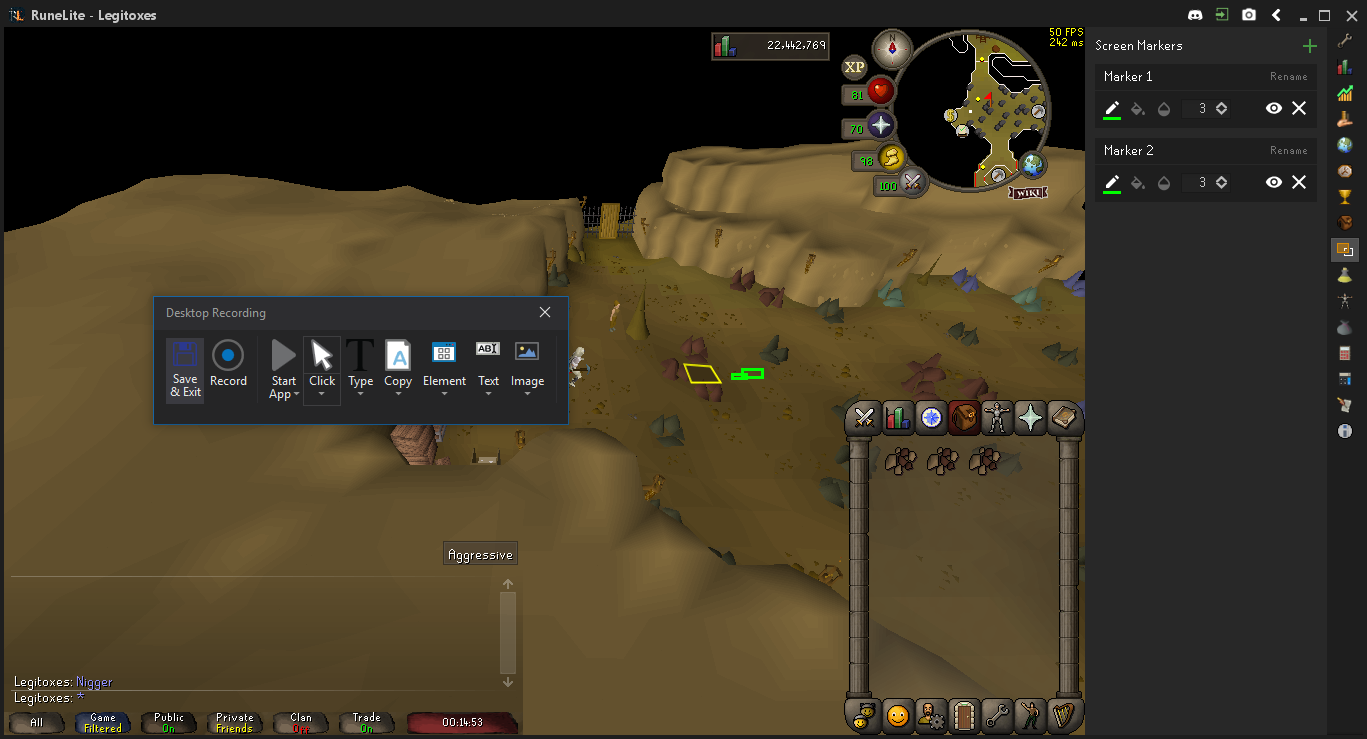 RuneLite - Legitoxes
22,442,769
N
50 FPS
242 ms
XP
81
70
98
100
WIKI
Screen Markers
Marker 1
Rename
3
Marker 2
Rename
3
Desktop Recording
Save
& Exit
Record
Start
App
Click
T
Type
A
Copy
Element
ABI
Text
Image
Aggressive
Legitoxes: Nigger
Legitoxes: *
All
Game
Filtered
Public
On
Private
Friends
Clan
Off
Trade
On
00:14:53